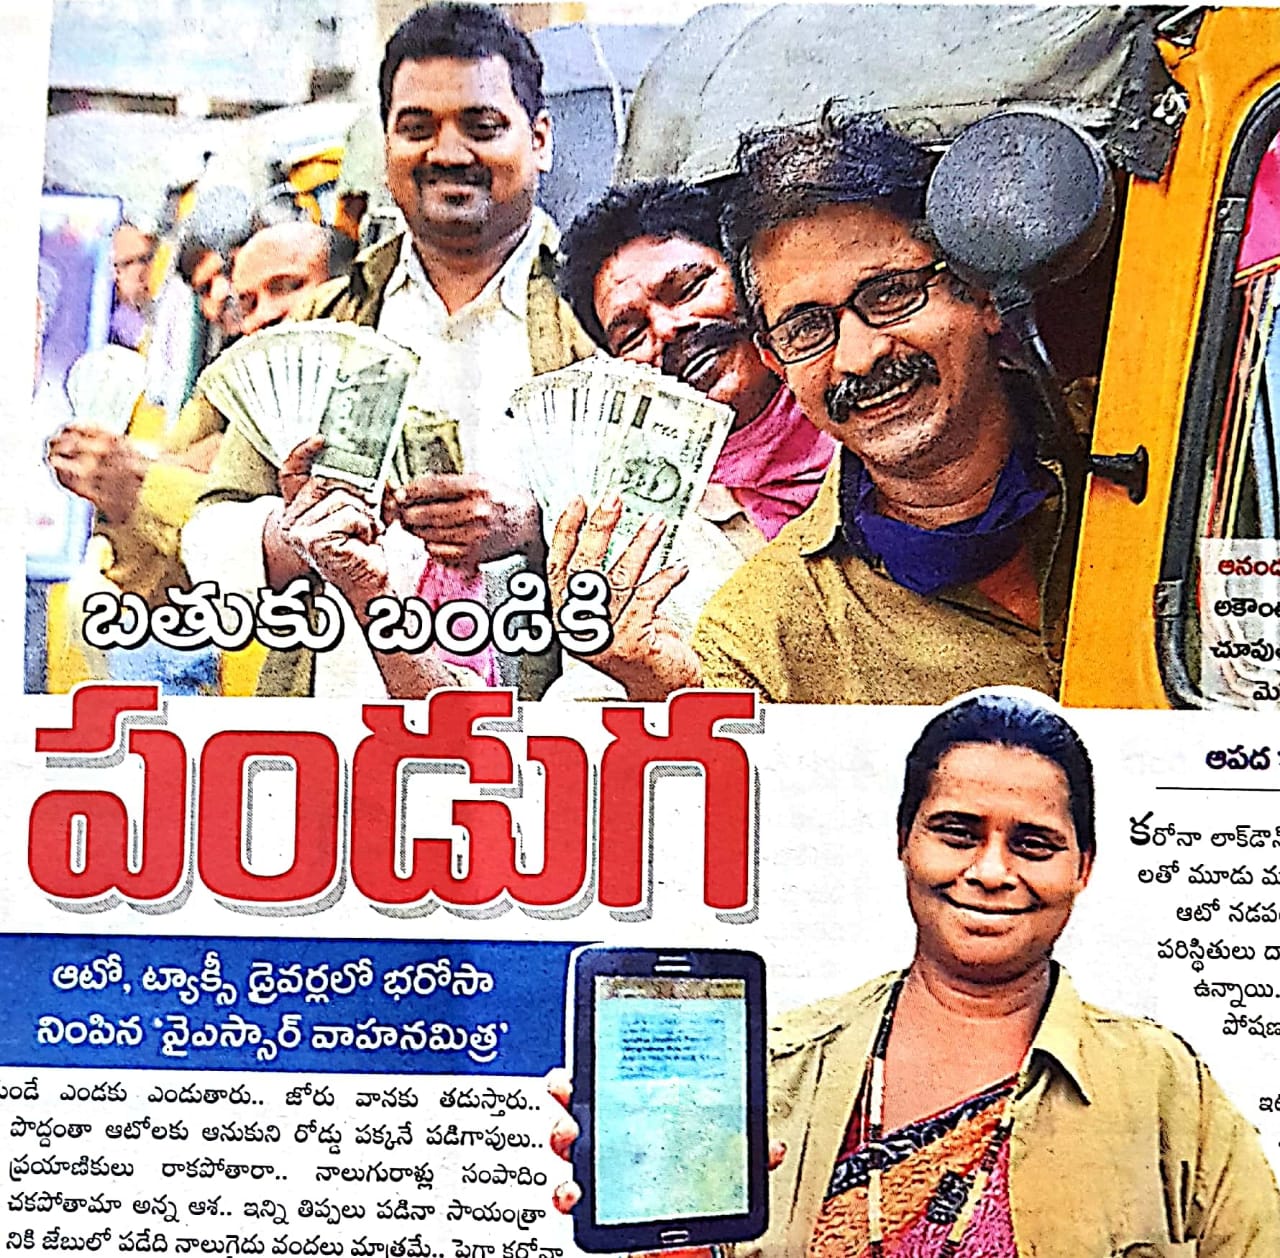 బతుకు బండికి
పండుగ
ఆటో, ట్యాక్సీ డ్రైవర్లలో భరోసా
నింపిన 'వైఎస్సార్ వాహనమిత్ర'
ఎండకు ఎండుతారు.. జోరు వానకు తడుస్తారు..
పొద్దంతా ఆటోలకు ఆనుకుని రోడ్డు పక్కనే పడిగాపులు..
ప్రయాణికులు రాకపోతారా.. నాలుగురాళ్లు సంపాదిం
చకపోతామా అన్న ఆశ.. ఇన్ని తిప్పలు పడినా సాయంత్రా
నికి జేబులో పడేది నాలుగైదు వందలు మాత్రమే.. పైగా కరోనా
ఆపద
కరోనా లాక్‌డౌన్
లతో మూడు
ఆటో
పరిస్థితులు
ఉన్నాయి..
పోషణ